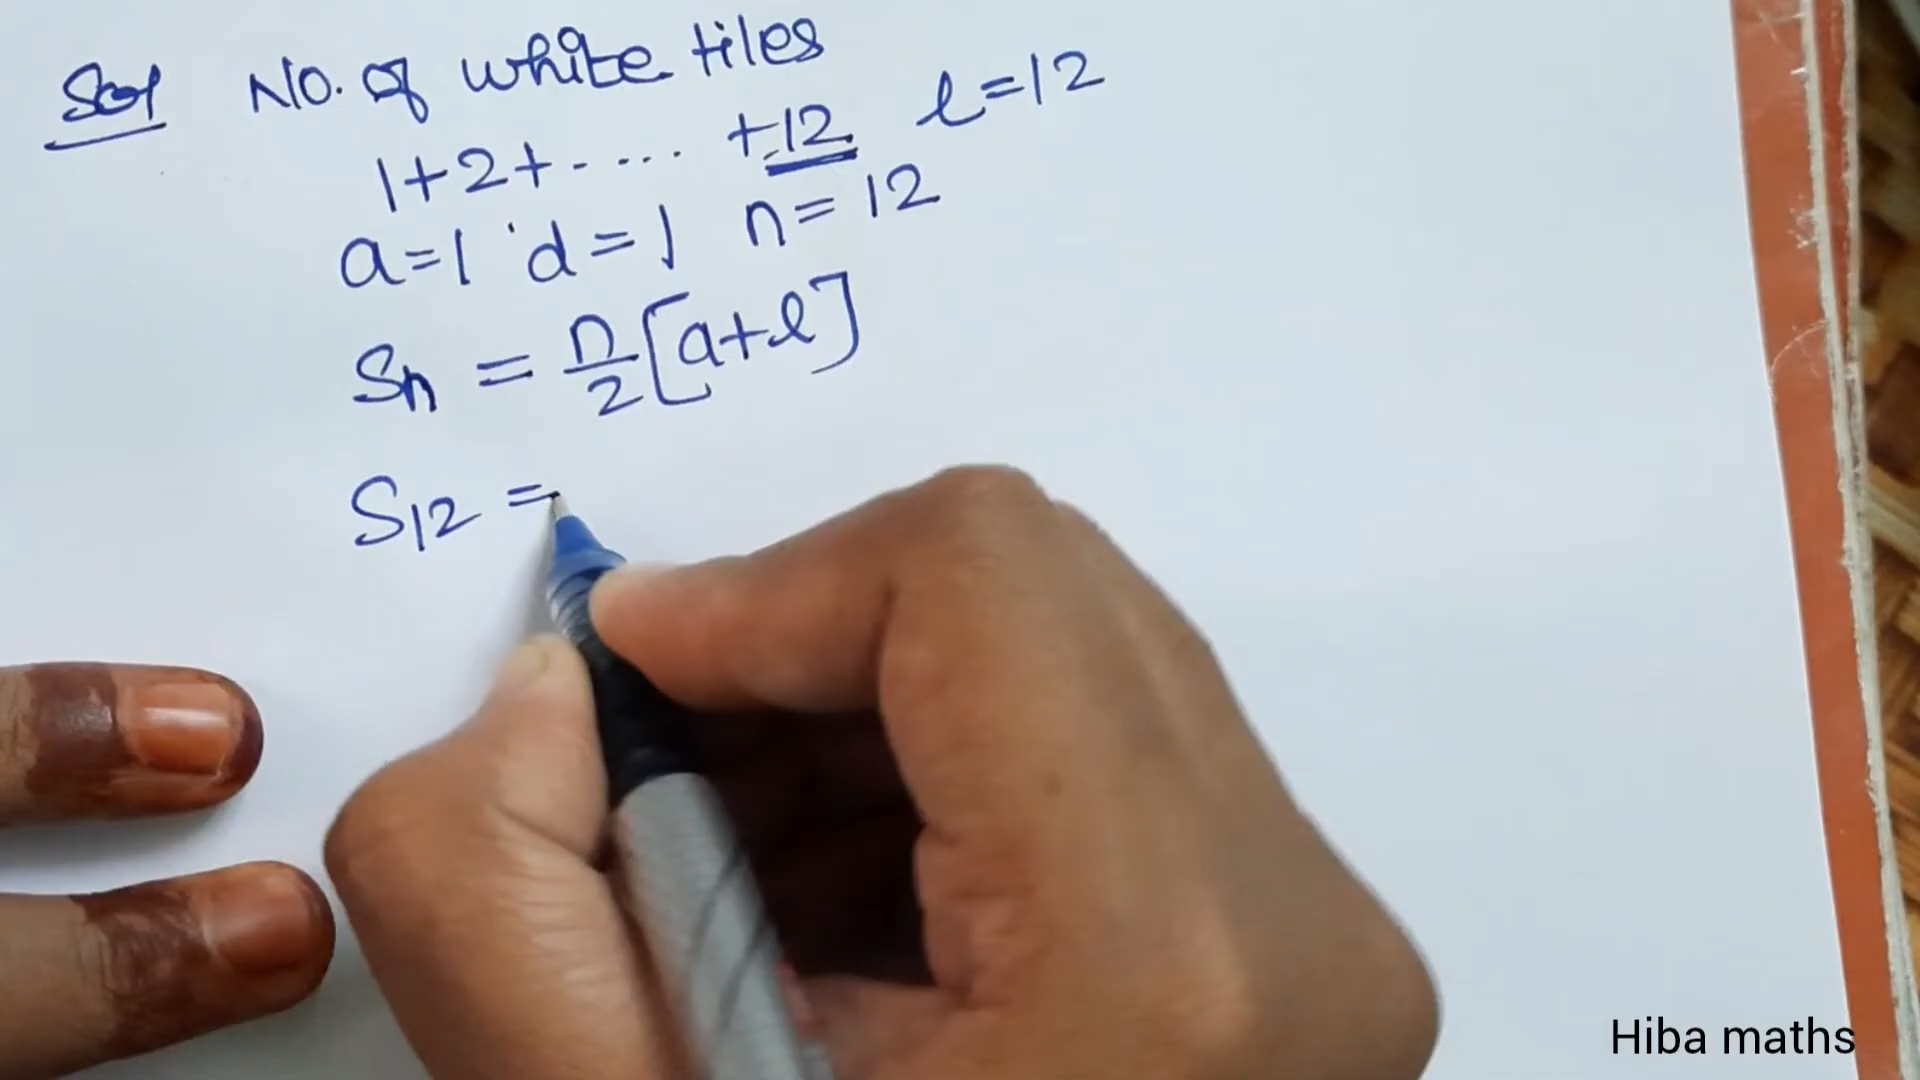 Sol No. of white tiles
1+2+..... +12 l=12
a=1 d=1 n=12
Sn = n/2 [a+l]
S12 =
Hiba maths